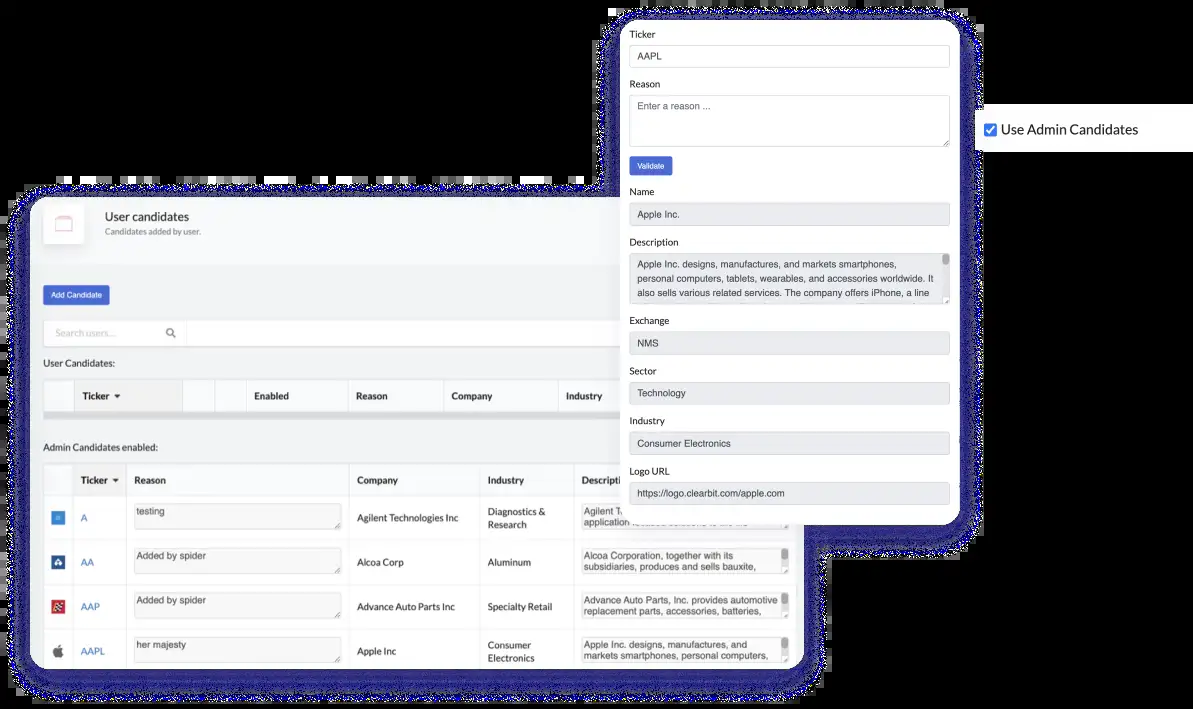 Ticker
AAPL
Reason
Enter a reason ...
Validate
Name
Apple Inc.
Description
Apple Inc. designs, manufactures, and markets smartphones,
personal computers, tablets, wearables, and accessories worldwide. It
also sells various related services. The company offers iPhone, a line
Exchange
NMS
Sector
Technology
Industry
Consumer Electronics
Logo URL
https://logo.clearbit.com/apple.com
Use Admin Candidates
User candidates
Candidates added by user.
Add Candidate
Search users...
User Candidates:
Ticker Enabled Reason Company Industry
Admin Candidates enabled:
Ticker Reason Company Industry
A testing Agilent Technologies Inc Diagnostics &
Research
Agilent
application
AA Added by spider Alcoa Corp Aluminum Alcoa Corporation, together with its
subsidiaries, produces and sells bauxite,
AAP Added by spider Advance Auto Parts Inc Specialty Retail Advance Auto Parts, Inc. provides automotive
replacement parts, accessories, batteries,
AAPL her majesty Apple Inc Consumer
Electronics
Apple Inc. designs, manufactures, and
markets smartphones, personal computers,